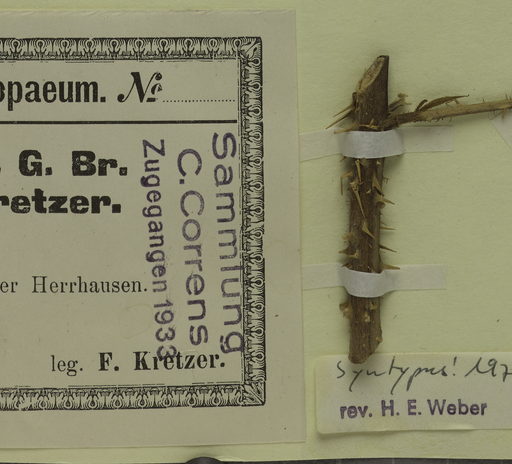 opaeum. №
. G. Br.
retzer.
er Herrhausen.
leg. F. Kretzer.
Sammlung
C. Correns
Zugegangen 1933
Syntypus! 197
rev. H. E. Weber